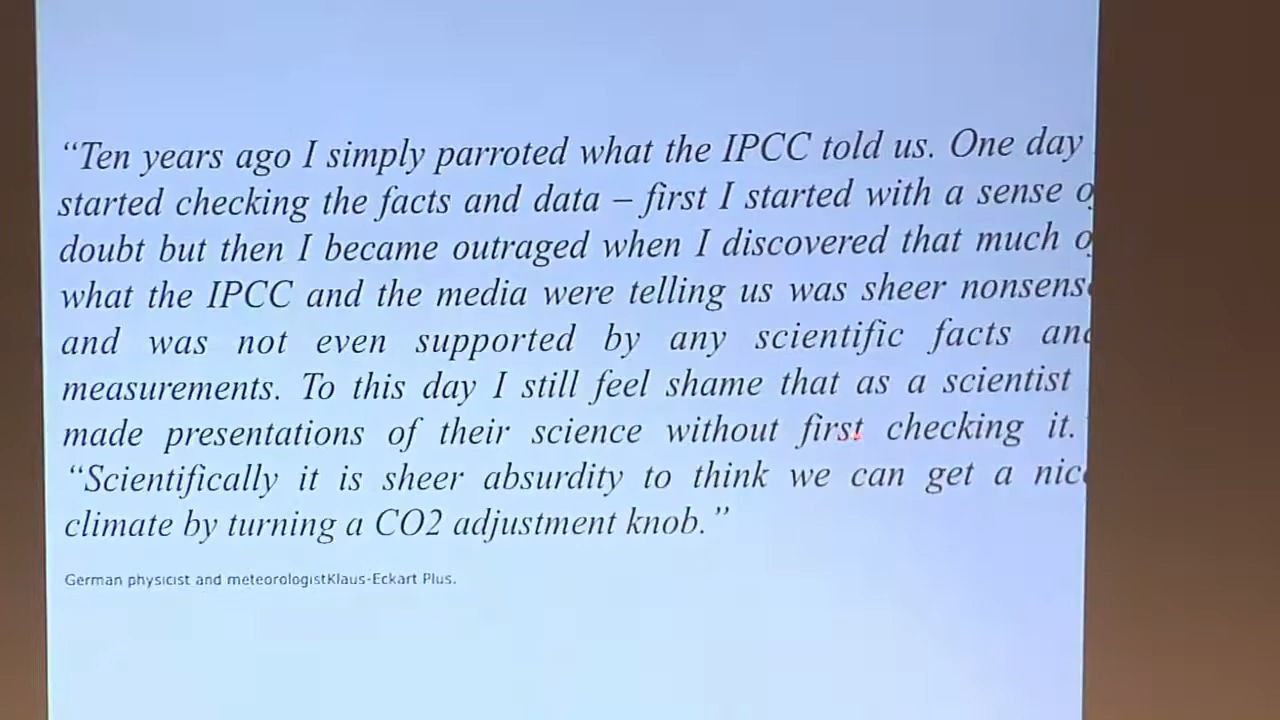 “Ten years ago I simply parroted what the IPCC told us. One day
started checking the facts and data – first I started with a sense
doubt but then I became outraged when I discovered that much
what the IPCC and the media were telling us was sheer
and was not even supported by any scientific facts
measurements. To this day I still feel shame that as a scientist
made presentations of their science without first checking it.
“Scientifically it is sheer absurdity to think we can get a
climate by turning a CO2 adjustment knob.”
German physicist and meteorologistKlaus-Eckart Plus.